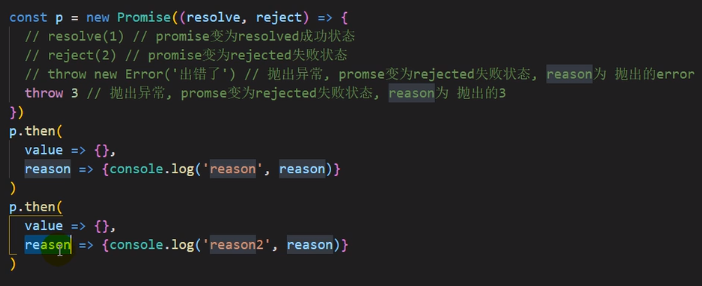 const p = new Promise((resolve, reject) => {
// resolve(1) // promise变为resolved成功状态
// reject(2) // promise变为rejected失败状态
// throw new Error('出错了') // 抛出异常, promse变为rejected失败状态, reason为 抛出的error
throw 3 // 抛出异常, promse变为rejected失败状态, reason为 抛出的3
})
p.then(
value => {},
reason => {console.log('reason', reason)}
)
p.then(
value => {},
reason => {console.log('reason2', reason)}
)